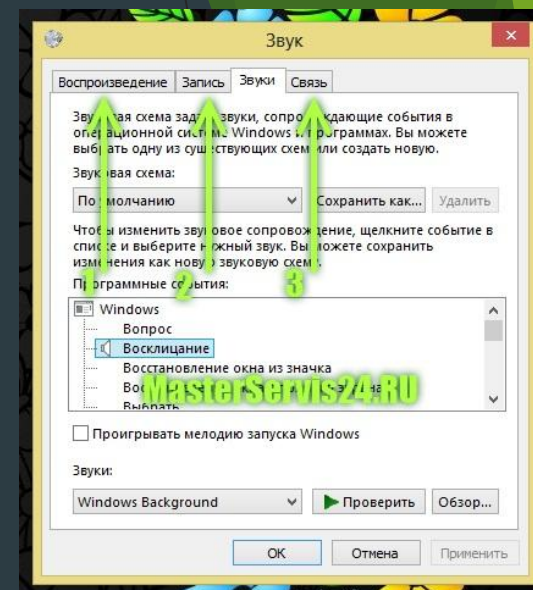 Звук
Воспроизведение Запись Звуки Связь
Звуковая схема задает звуки, сопровождающие события в
операционной системе Windows и программах. Вы можете
выбрать одну из существующих схем или создать новую.
Звуковая схема:
По умолчанию Сохранить как... Удалить
Чтобы изменить звуковое сопровождение, щелкните событие в
списке и выберите нужный звук. Вы можете сохранить
изменения как новую звуковую схему.
1 2 3
Программные события:
Windows
Вопрос
Восклицание
Восстановление окна из значка
MasterServis24.RU
Выбрать
Проигрывать мелодию запуска Windows
Звуки:
Windows Background Проверить Обзор...
OK Отмена Применить